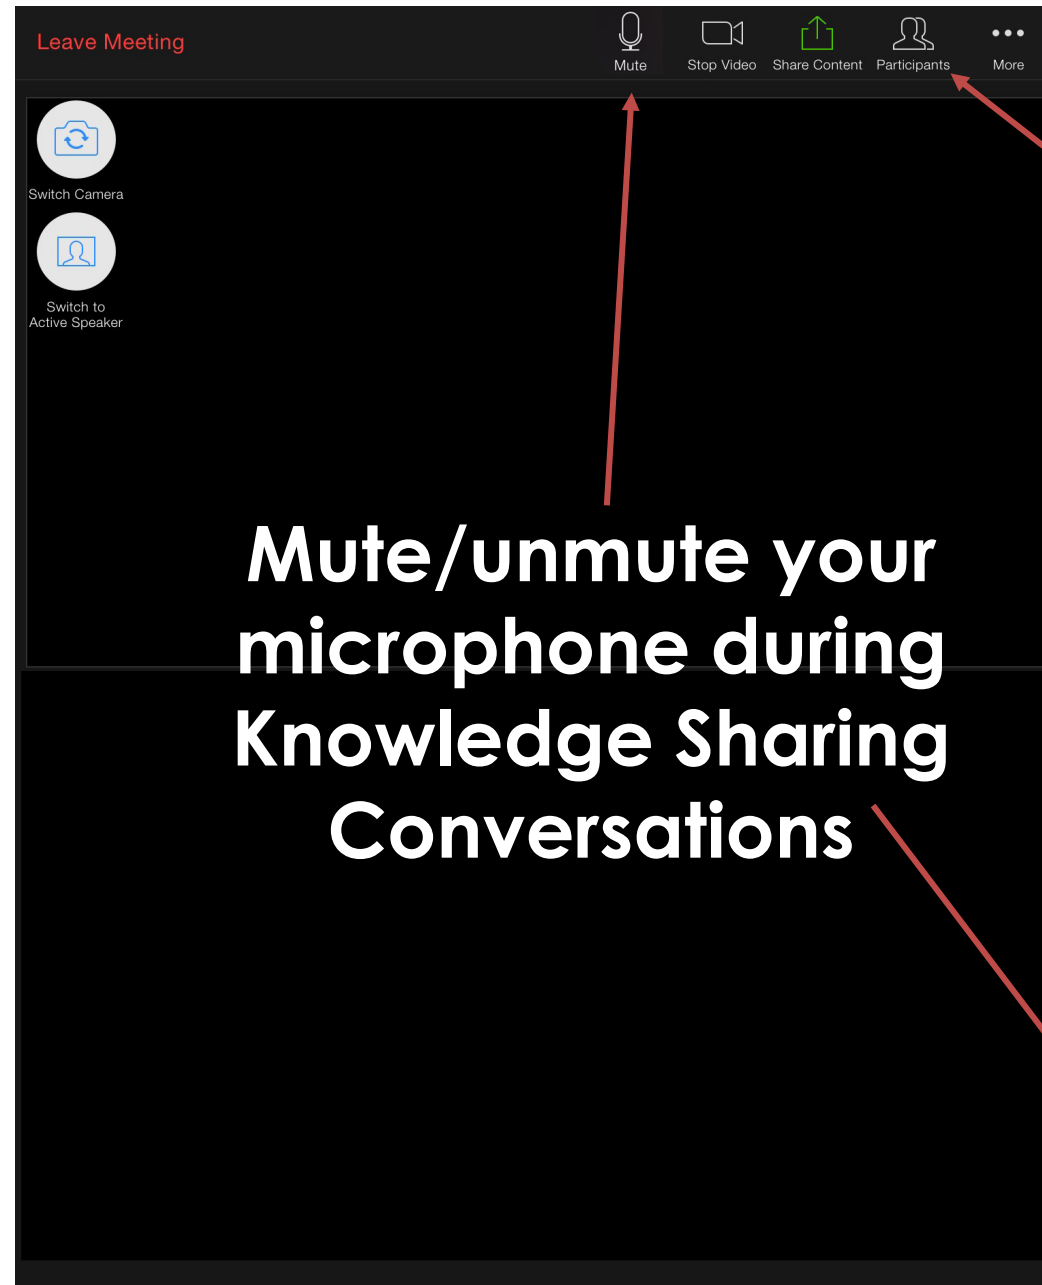 Leave Meeting
Mute
Stop Video
Share Content
Participants
More
Switch Camera
Switch to
Active Speaker
Mute/unmute your
microphone during
Knowledge Sharing
Conversations